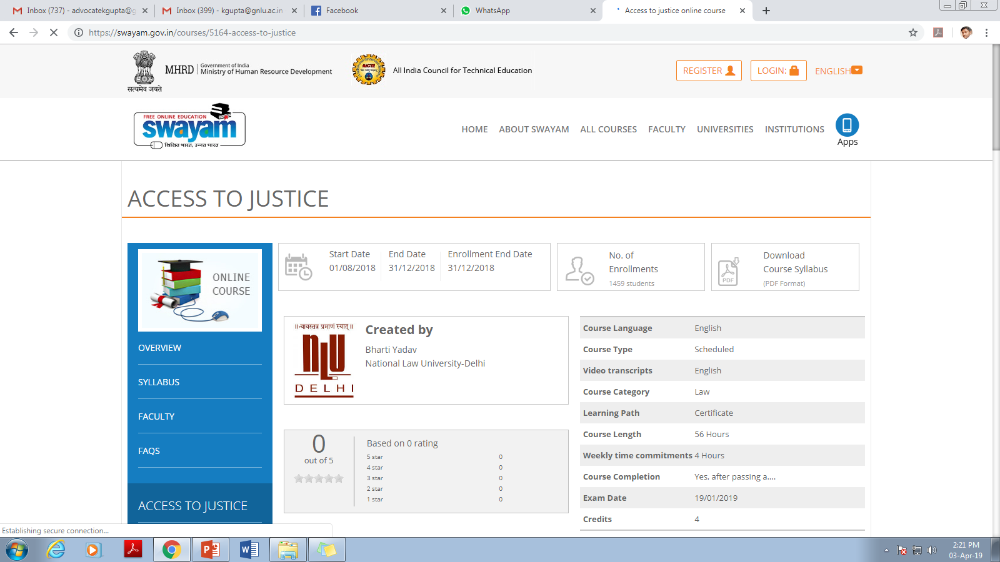 Inbox (737) - advocatekgupta@g
Inbox (399) - kgupta@gnlu.ac.in
Facebook
WhatsApp
Access to justice online course
https://swayam.gov.in/courses/5164-access-to-justice
सत्यमेव जयते
MHRD
Government of India
Ministry of Human Resource Development
AICTE
All India Council for Technical Education
REGISTER
LOGIN:
ENGLISH
FREE ONLINE EDUCATION
swayam
शिक्षित भारत, उन्नत भारत
HOME
ABOUT SWAYAM
ALL COURSES
FACULTY
UNIVERSITIES
INSTITUTIONS
Apps
ACCESS TO JUSTICE
ONLINE
COURSE
OVERVIEW
SYLLABUS
FACULTY
FAQS
ACCESS TO JUSTICE
Start Date
01/08/2018
End Date
31/12/2018
Enrollment End Date
31/12/2018
No. of
Enrollments
1459 students
PDF
Download
Course Syllabus
(PDF Format)
॥न्यायस्तत्र प्रमाणं स्यात्॥
nlu
DELHI
Created by
Bharti Yadav
National Law University-Delhi
0
out of 5
Based on 0 rating
5 star 0
4 star 0
3 star 0
2 star 0
1 star 0
Course Language English
Course Type Scheduled
Video transcripts English
Course Category Law
Learning Path Certificate
Course Length 56 Hours
Weekly time commitments 4 Hours
Course Completion Yes, after passing a....
Exam Date 19/01/2019
Credits 4
Establishing secure connection...
2:21 PM
03-Apr-19